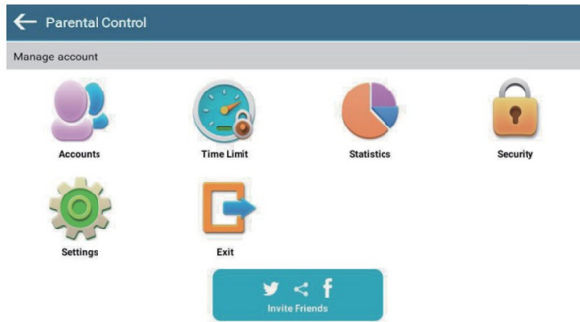 Parental Control
Manage account
Accounts
Time Limit
Statistics
Security
Settings
Exit
Invite Friends